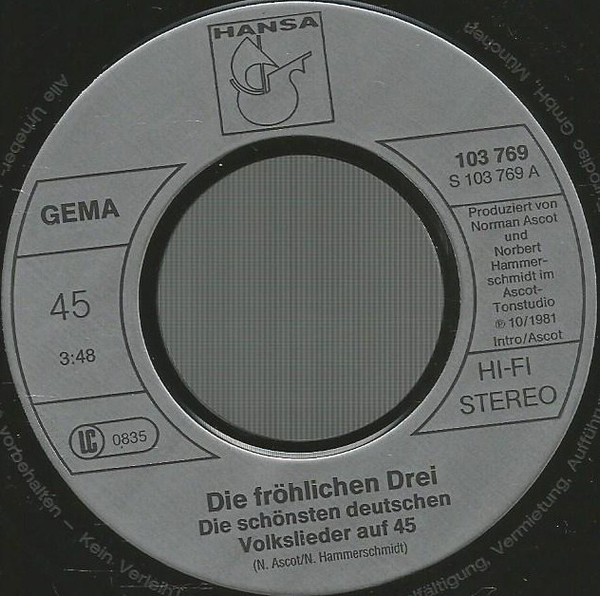 HANSA
GEMA
45
3:48
LC 0835
103 769
S 103 769 A
Produziert von
Norman Ascot
und
Norbert
Hammer-
schmidt im
Ascot-
Tonstudio
℗ 10/1981
Intro/Ascot
HI-FI
STEREO
Die fröhlichen Drei
Die schönsten deutschen
Volkslieder auf 45
(N. Ascot/N. Hammerschmidt)
Alle Urheber-
vorbehalten – Kein Verleih
Vermietung, Aufführ
GmbH, München